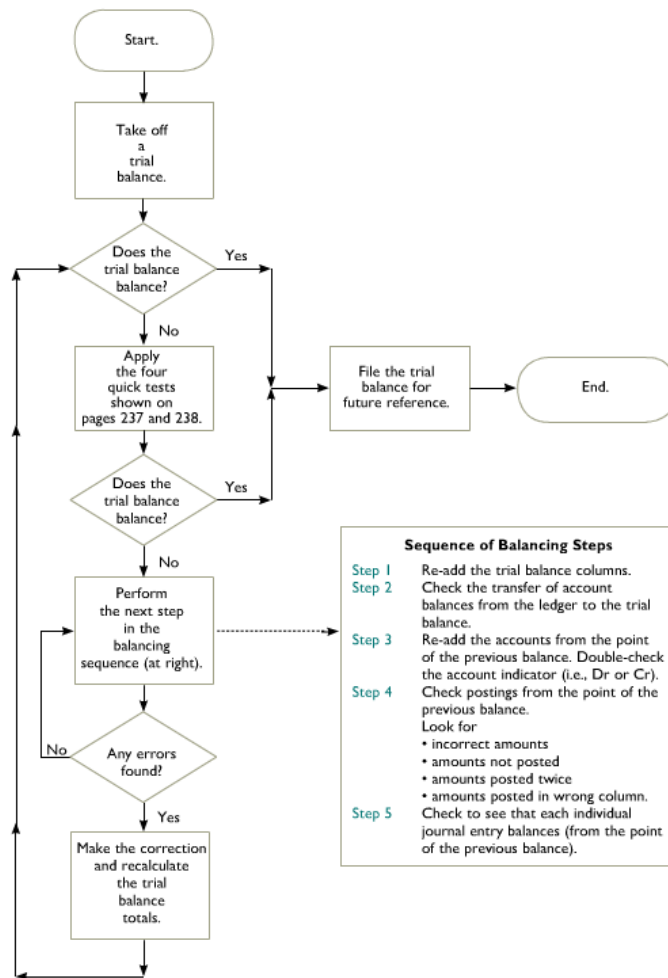 Start.
Take off
a
trial
balance.
Does the
trial balance
balance?
Yes
No
Apply
the four
quick tests
shown on
pages 237 and 238.
File the trial
balance for
future reference.
End.
Does the
trial balance
balance?
Yes
No
Perform
the next step
in the
balancing
sequence (at right).
No
Any errors
found?
Yes
Make the correction
and recalculate
the trial
balance
totals.
Sequence of Balancing Steps
Step 1 Re-add the trial balance columns.
Step 2 Check the transfer of account
balances from the ledger to the trial
balance.
Step 3 Re-add the accounts from the point
of the previous balance. Double-check
the account indicator (i.e., Dr or Cr).
Step 4 Check postings from the point of the
previous balance.
Look for
• incorrect amounts
• amounts not posted
• amounts posted twice
• amounts posted in wrong column.
Step 5 Check to see that each individual
journal entry balances (from the point
of the previous balance).